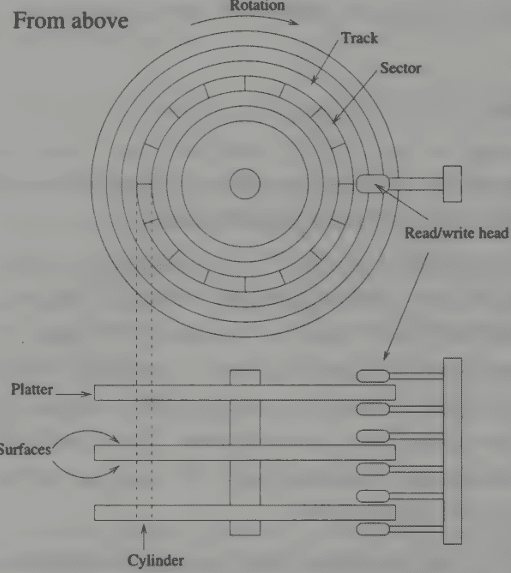 Rotation
From above
Track
Sector
Read/write head
Platter
Surfaces
Cylinder